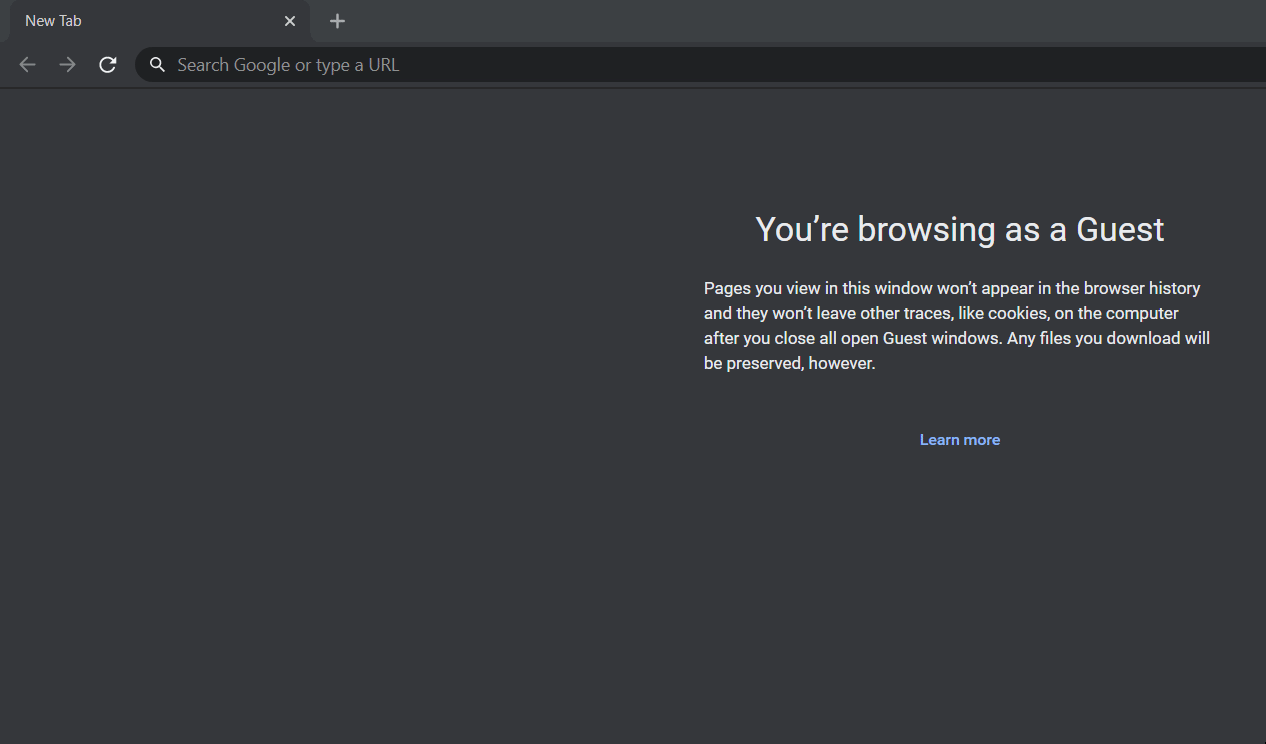 New Tab
Search Google or type a URL
You’re browsing as a Guest
Pages you view in this window won’t appear in the browser history
and they won’t leave other traces, like cookies, on the computer
after you close all open Guest windows. Any files you download will
be preserved, however.
Learn more